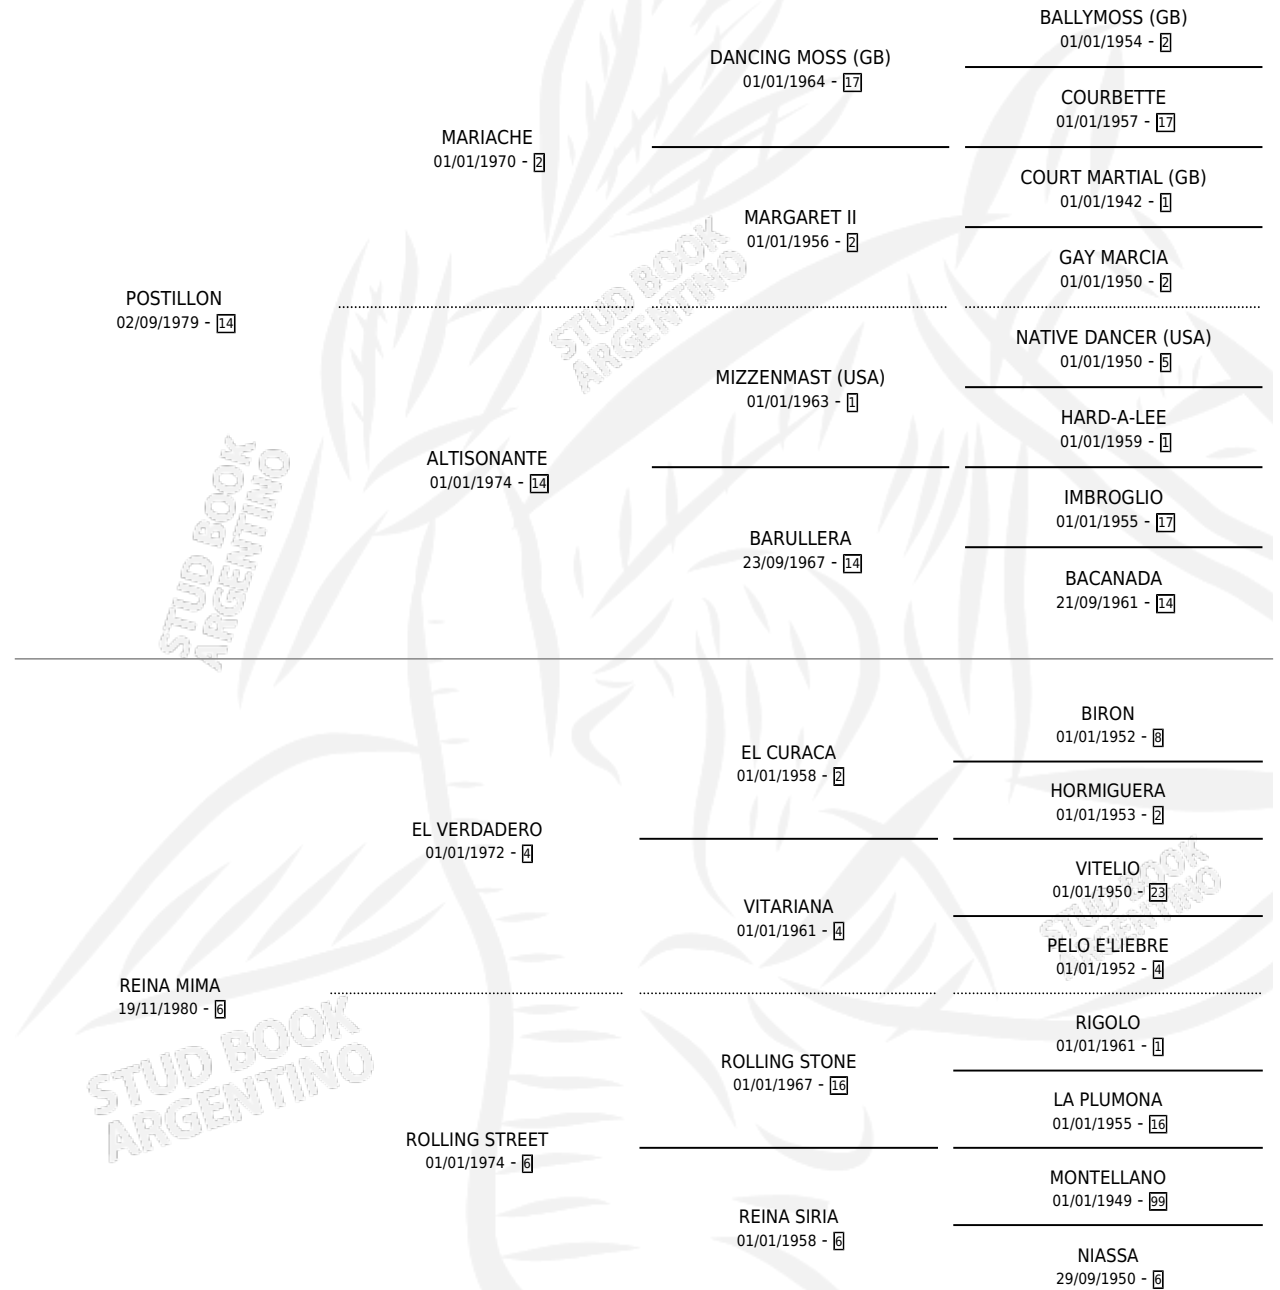 BALLYMOSS (GB)
01/01/1954 - 2
DANCING MOSS (GB)
01/01/1964 - 17
COURBETTE
01/01/1957 - 17
MARIACHE
01/01/1970 - 2
COURT MARTIAL (GB)
01/01/1942 - 1
MARGARET II
01/01/1956 - 2
GAY MARCIA
01/01/1950 - 2
POSTILLON
02/09/1979 - 14
NATIVE DANCER (USA)
01/01/1950 - 5
MIZZENMAST (USA)
01/01/1963 - 1
HARD-A-LEE
01/01/1959 - 1
ALTISONANTE
01/01/1974 - 14
IMBROGLIO
01/01/1955 - 17
BARULLERA
23/09/1967 - 14
BACANADA
21/09/1961 - 14
BIRON
01/01/1952 - 8
EL CURACA
01/01/1958 - 2
HORMIGUERA
01/01/1953 - 2
EL VERDADERO
01/01/1972 - 4
VITELIO
01/01/1950 - 23
VITARIANA
01/01/1961 - 4
PELO E'LIEBRE
01/01/1952 - 4
REINA MIMA
19/11/1980 - 6
RIGOLO
01/01/1961 - 1
ROLLING STONE
01/01/1967 - 16
LA PLUMONA
01/01/1955 - 16
ROLLING STREET
01/01/1974 - 6
MONTELLANO
01/01/1949 - 99
REINA SIRIA
01/01/1958 - 6
NIASSA
29/09/1950 - 6
STUD BOOK
ARGENTINO
STUD BOOK
ARGENTINO
STUD BOOK
ARGENTINO
STUD BOOK
ARGENTINO